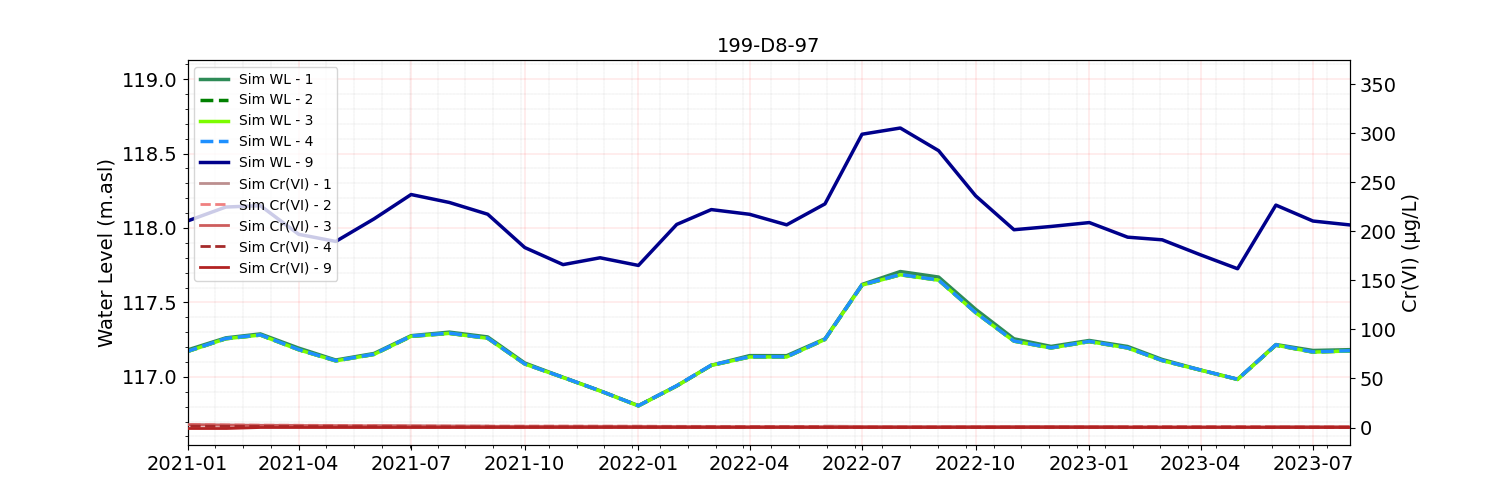 199-D8-97
119.0
118.5
118.0
117.5
117.0
Water Level (m.asl)
Sim WL - 1
Sim WL - 2
Sim WL - 3
Sim WL - 4
Sim WL - 9
Sim Cr(VI) - 1
Sim Cr(VI) - 2
Sim Cr(VI) - 3
Sim Cr(VI) - 4
Sim Cr(VI) - 9
350
300
250
200
150
100
50
0
Cr(VI) (µg/L)
2021-01 2021-04 2021-07 2021-10 2022-01 2022-04 2022-07 2022-10 2023-01 2023-04 2023-07